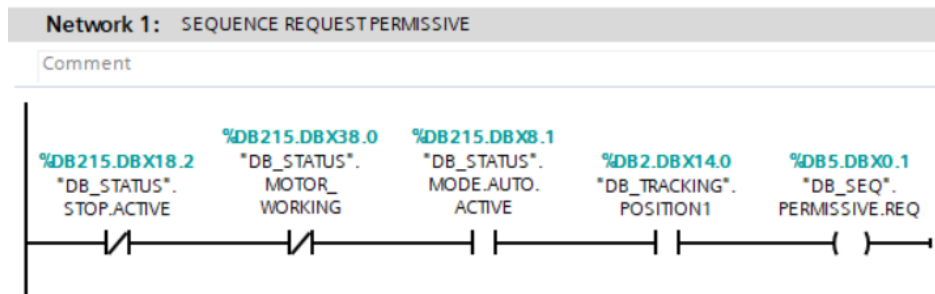 Network 1: SEQUENCE REQUEST PERMISSIVE
Comment
%DB215.DBX18.2
"DB_STATUS".
STOP.ACTIVE
%DB215.DBX38.0
"DB_STATUS".
MOTOR_
WORKING
%DB215.DBX8.1
"DB_STATUS".
MODE.AUTO.
ACTIVE
%DB2.DBX14.0
"DB_TRACKING".
POSITION1
%DB5.DBX0.1
"DB_SEQ".
PERMISSIVE.REQ